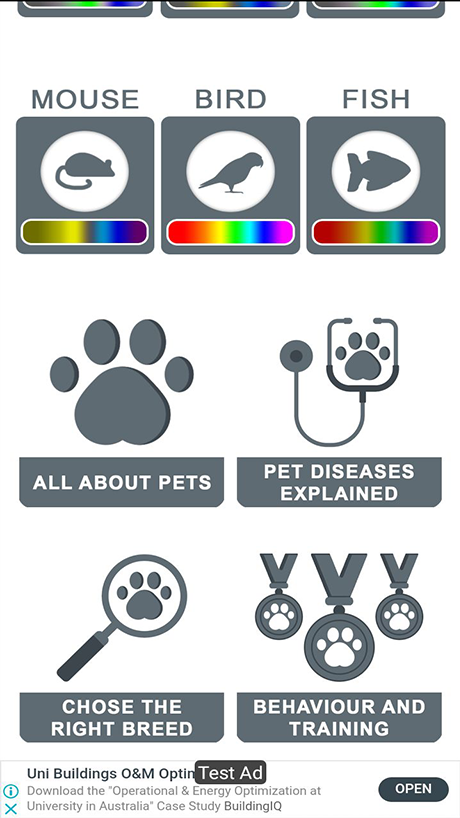 MOUSE BIRD FISH
ALL ABOUT PETS
PET DISEASES
EXPLAINED
CHOSE THE
RIGHT BREED
BEHAVIOUR AND
TRAINING
Uni Buildings O&M Optin Test Ad
Download the "Operational & Energy Optimization at
University in Australia" Case Study BuildingIQ
OPEN